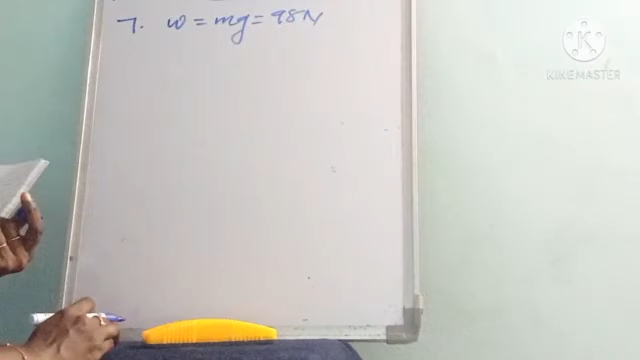 7. w = mg = 98N
KINEMASTER